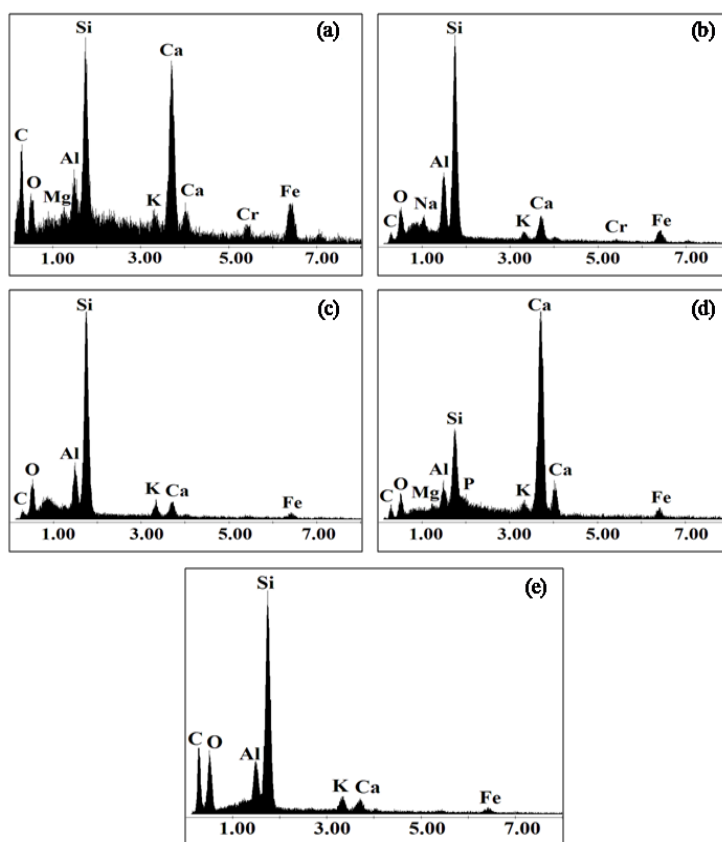 Si (a)
Ca
C
Al
O Mg K Ca Cr Fe
1.00 3.00 5.00 7.00
Si (b)
Al
C O Na K Ca Cr Fe
1.00 3.00 5.00 7.00
Si (c)
Al
C O K Ca Fe
1.00 3.00 5.00 7.00
Ca (d)
Si
C O Mg Al P K Ca Fe
1.00 3.00 5.00 7.00
Si (e)
C O Al K Ca Fe
1.00 3.00 5.00 7.00